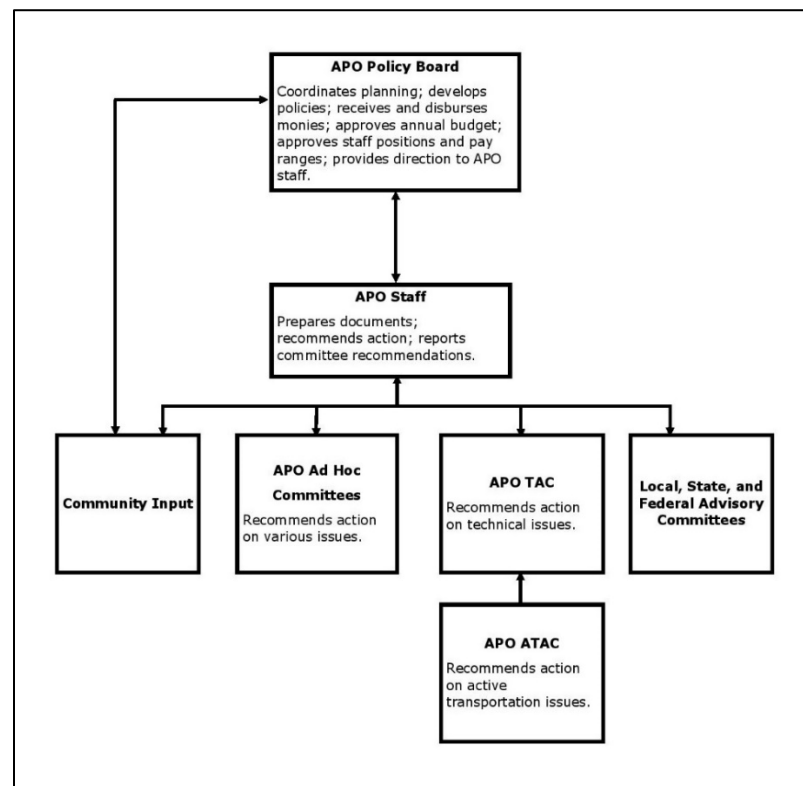 APO Policy Board
Coordinates planning; develops
policies; receives and disburses
monies; approves annual budget;
approves staff positions and pay
ranges; provides direction to APO
staff.
APO Staff
Prepares documents;
recommends action; reports
committee recommendations.
Community Input
APO Ad Hoc
Committees
Recommends action
on various issues.
APO TAC
Recommends action
on technical issues.
Local, State, and
Federal Advisory
Committees
APO ATAC
Recommends action
on active
transportation issues.